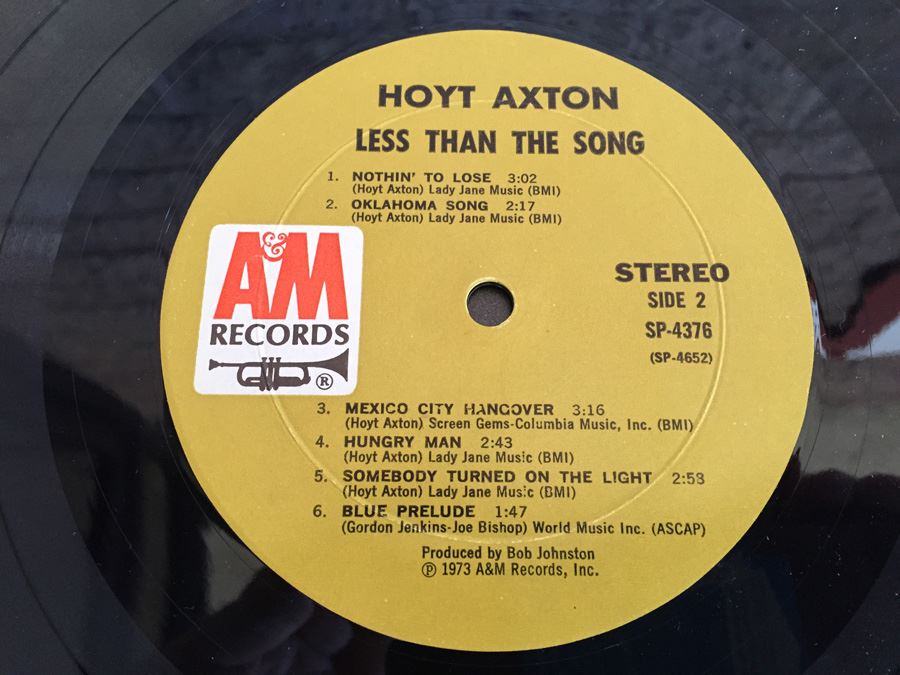 HOYT AXTON
LESS THAN THE SONG
1. NOTHIN' TO LOSE 3:02
(Hoyt Axton) Lady Jane Music (BMI)
2. OKLAHOMA SONG 2:17
(Hoyt Axton) Lady Jane Music (BMI)
A&M
RECORDS
®
STEREO
SIDE 2
SP-4376
(SP-4652)
3. MEXICO CITY HANGOVER 3:16
(Hoyt Axton) Screen Gems-Columbia Music, Inc. (BMI)
4. HUNGRY MAN 2:43
(Hoyt Axton) Lady Jane Music (BMI)
5. SOMEBODY TURNED ON THE LIGHT 2:58
(Hoyt Axton) Lady Jane Music (BMI)
6. BLUE PRELUDE 1:47
(Gordon Jenkins-Joe Bishop) World Music Inc. (ASCAP)
Produced by Bob Johnston
℗ 1973 A&M Records, Inc.